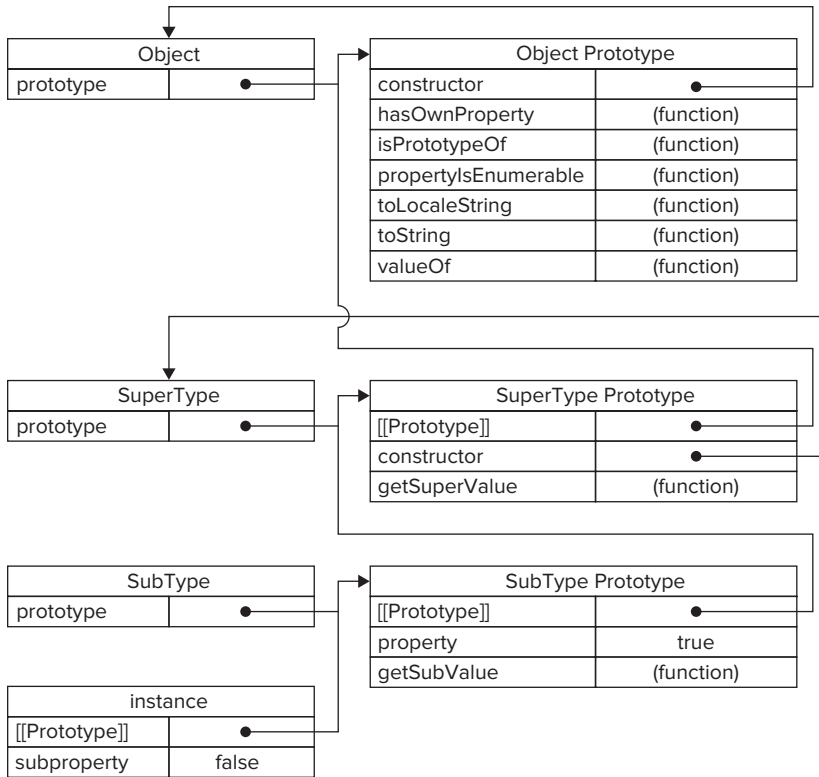 Object
prototype
Object Prototype
constructor
hasOwnProperty (function)
isPrototypeOf (function)
propertyIsEnumerable (function)
toLocaleString (function)
toString (function)
valueOf (function)
SuperType
prototype
SuperType Prototype
[[Prototype]]
constructor
getSuperValue (function)
SubType
prototype
SubType Prototype
[[Prototype]]
property true
getSubValue (function)
instance
[[Prototype]]
subproperty false